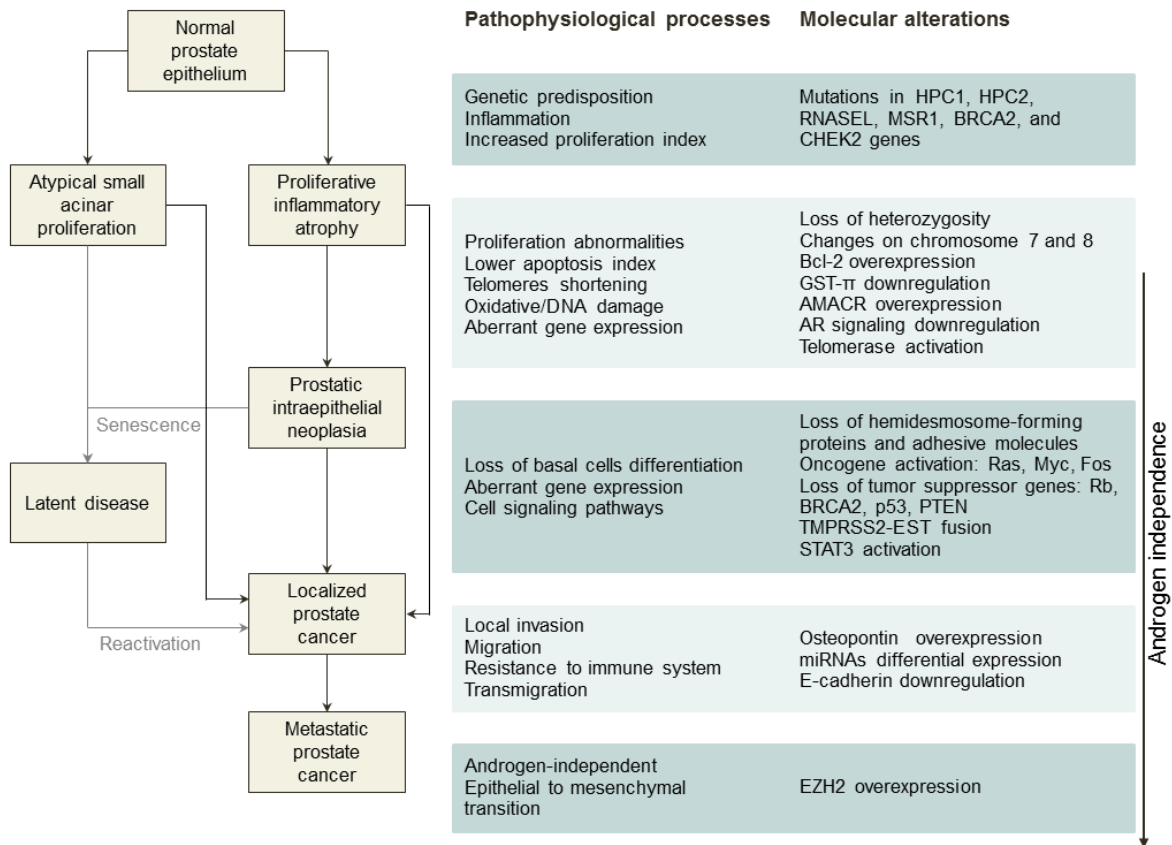 Normal
prostate
epithelium
Atypical small
acinar
proliferation
Proliferative
inflammatory
atrophy
Senescence
Prostatic
intraepithelial
neoplasia
Latent disease
Reactivation
Localized
prostate
cancer
Metastatic
prostate
cancer
Pathophysiological processes
Molecular alterations
Genetic predisposition
Inflammation
Increased proliferation index
Mutations in HPC1, HPC2,
RNASEL, MSR1, BRCA2, and
CHEK2 genes
Proliferation abnormalities
Lower apoptosis index
Telomeres shortening
Oxidative/DNA damage
Aberrant gene expression
Loss of heterozygosity
Changes on chromosome 7 and 8
Bcl-2 overexpression
GST-π downregulation
AMACR overexpression
AR signaling downregulation
Telomerase activation
Loss of basal cells differentiation
Aberrant gene expression
Cell signaling pathways
Loss of hemidesmosome-forming
proteins and adhesive molecules
Oncogene activation: Ras, Myc, Fos
Loss of tumor suppressor genes: Rb,
BRCA2, p53, PTEN
TMPRSS2-EST fusion
STAT3 activation
Local invasion
Migration
Resistance to immune system
Transmigration
Osteopontin overexpression
miRNAs differential expression
E-cadherin downregulation
Androgen-independent
Epithelial to mesenchymal
transition
EZH2 overexpression
Androgen independence